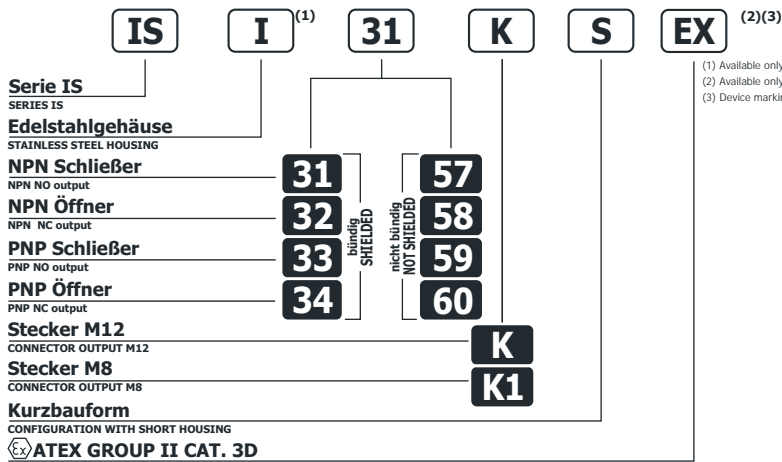 IS I (1) 31 K S EX (2)(3)
(1) Available only
(2) Available only
(3) Device markin
Serie IS
SERIES IS
Edelstahlgehäuse
STAINLESS STEEL HOUSING
NPN Schließer 31 57
NPN NO output
NPN Öffner 32 58
NPN NC output
bündig
SHIELDED
nicht bündig
NOT SHIELDED
PNP Schließer 33 59
PNP NO output
PNP Öffner 34 60
PNP NC output
Stecker M12 K
CONNECTOR OUTPUT M12
Stecker M8 K1
CONNECTOR OUTPUT M8
Kurzbauform
CONFIGURATION WITH SHORT HOUSING
Ex ATEX GROUP II CAT. 3D